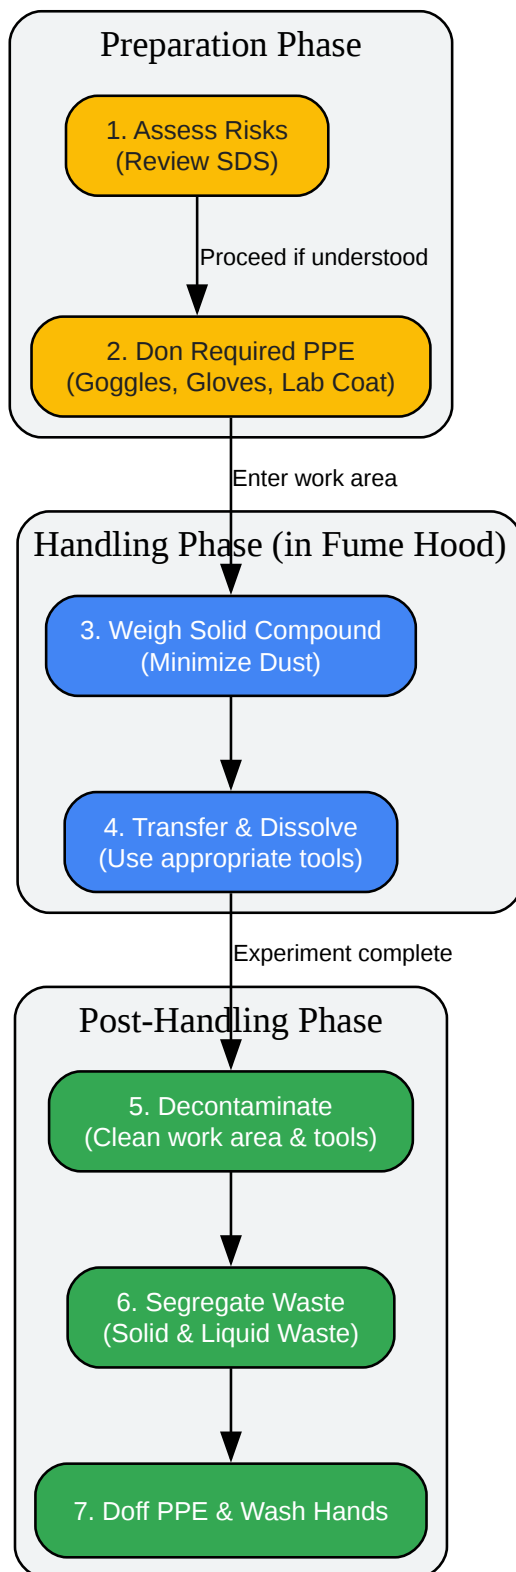 Preparation Phase
1. Assess Risks
(Review SDS)
Proceed if understood
2. Don Required PPE
(Goggles, Gloves, Lab Coat)
Enter work area
Handling Phase (in Fume Hood)
3. Weigh Solid Compound
(Minimize Dust)
4. Transfer & Dissolve
(Use appropriate tools)
Experiment complete
Post-Handling Phase
5. Decontaminate
(Clean work area & tools)
6. Segregate Waste
(Solid & Liquid Waste)
7. Doff PPE & Wash Hands